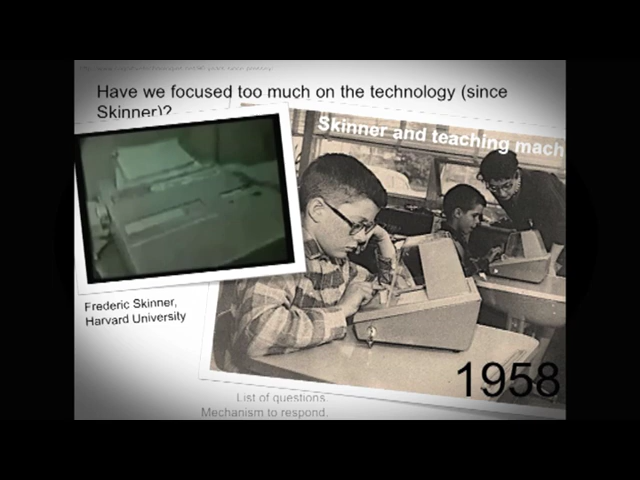 Have we focused too much on the technology (since
Skinner)?
Skinner and teaching mach
Frederic Skinner,
Harvard University
1958
List of questions.
Mechanism to respond.